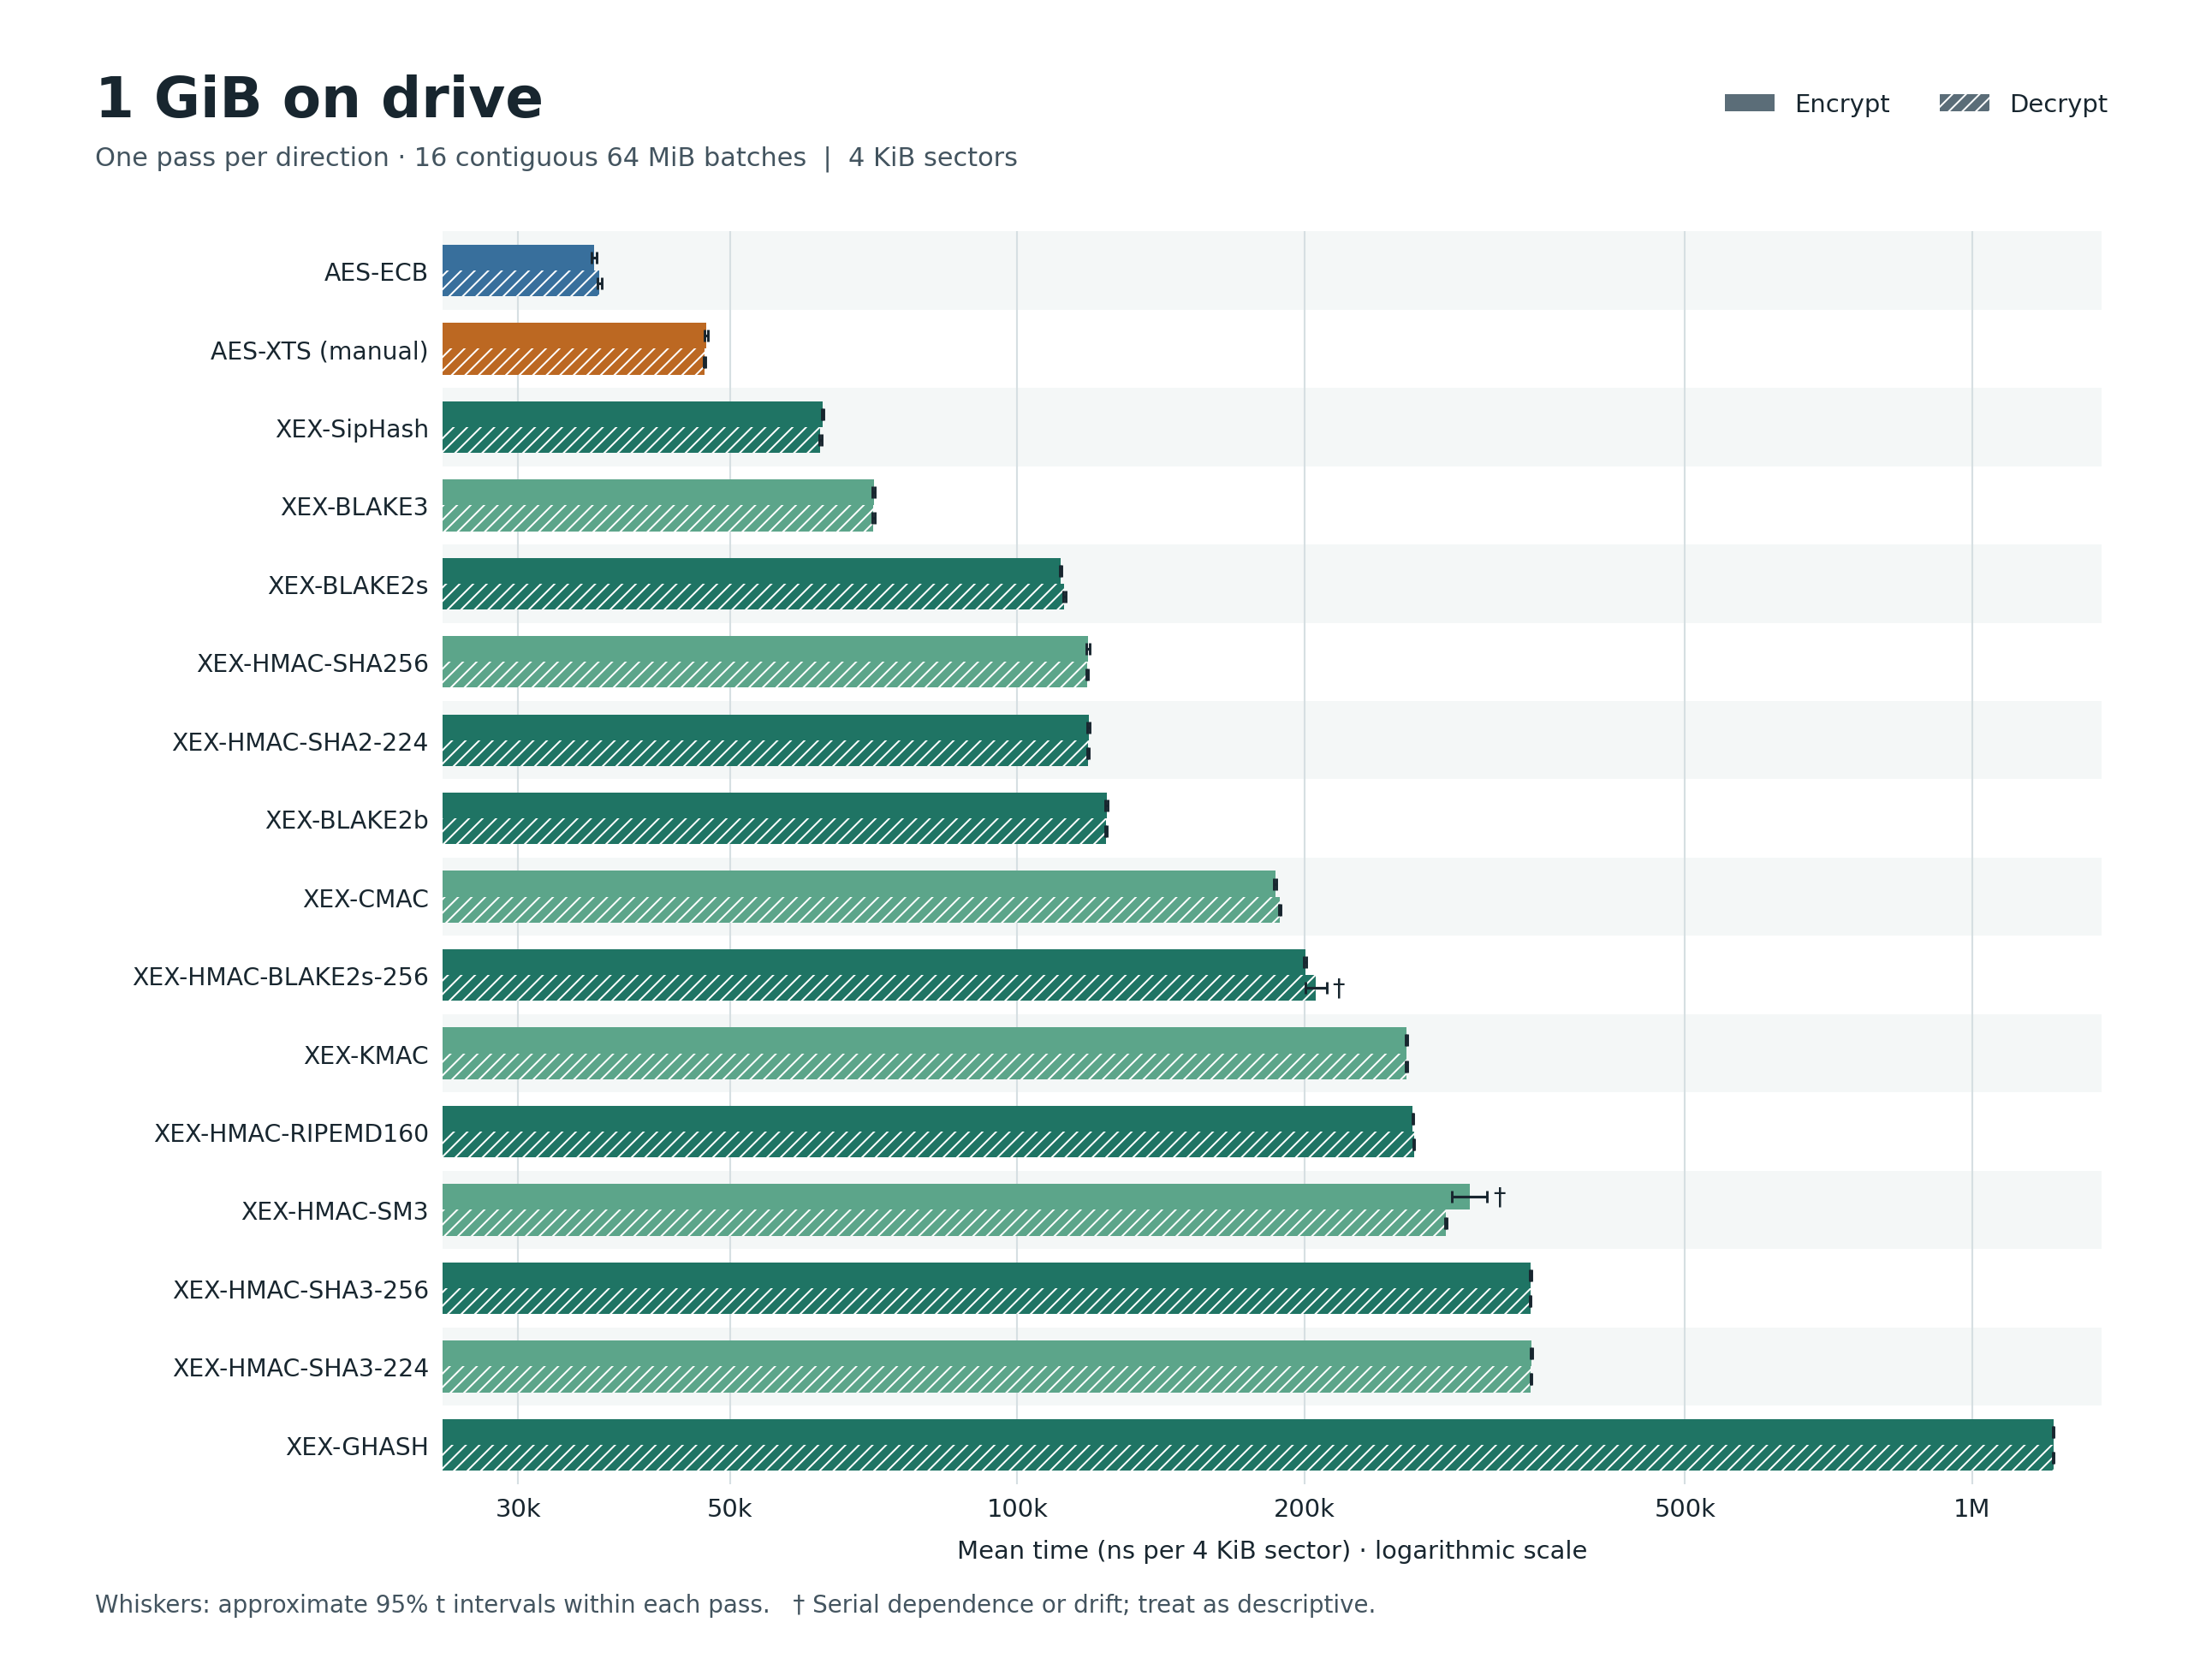 1 GiB on drive
Encrypt
Decrypt
One pass per direction · 16 contiguous 64 MiB batches | 4 KiB sectors
AES-ECB
AES-XTS (manual)
XEX-SipHash
XEX-BLAKE3
XEX-BLAKE2s
XEX-HMAC-SHA256
XEX-HMAC-SHA2-224
XEX-BLAKE2b
XEX-CMAC
XEX-HMAC-BLAKE2s-256
†
XEX-KMAC
XEX-HMAC-RIPEMD160
XEX-HMAC-SM3
†
XEX-HMAC-SHA3-256
XEX-HMAC-SHA3-224
XEX-GHASH
30k 50k 100k 200k 500k 1M
Mean time (ns per 4 KiB sector) · logarithmic scale
Whiskers: approximate 95% t intervals within each pass. † Serial dependence or drift; treat as descriptive.